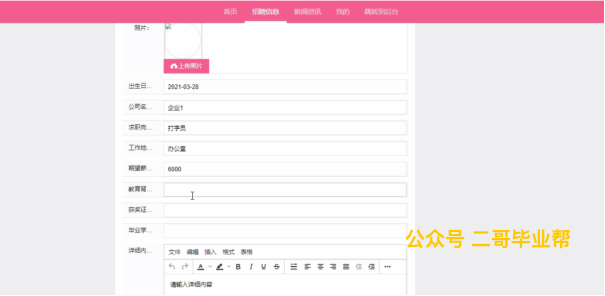 首页 招聘信息 新闻资讯 我的 跳转到后台
照片:
上传照片
出生日... 2021-03-28
公司名... 企业1
求职岗... 打字员
工作地... 办公室
期望薪... 6000
教育背...
获奖证...
毕业学...
公众号 二哥毕业帮
详细内... 文件 编辑 插入 格式 表格
A B I U S
请输入详细内容